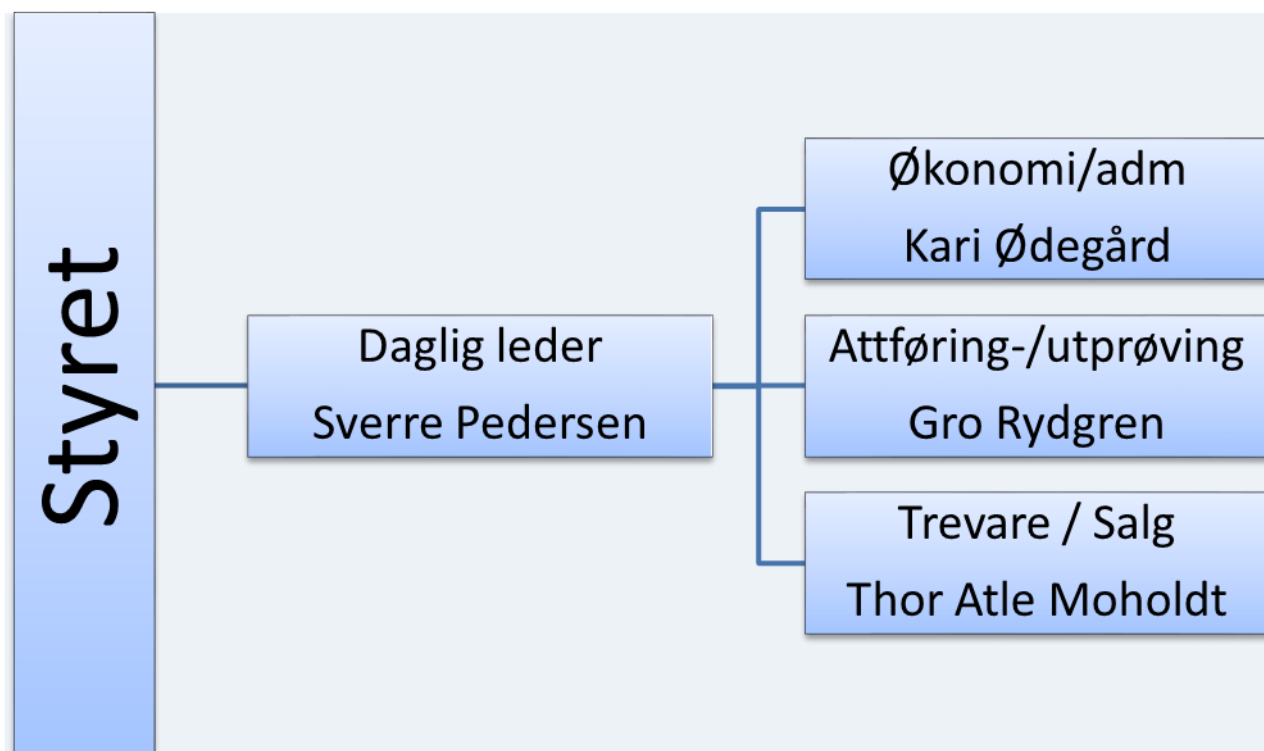 Styret
Daglig leder
Sverre Pedersen
Økonomi/adm
Kari Ødegård
Attføring-/utprøving
Gro Rydgren
Trevare / Salg
Thor Atle Moholdt